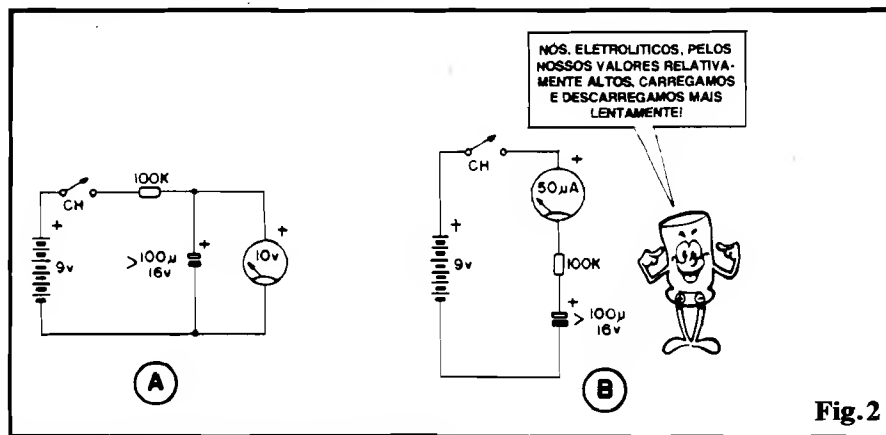 NÓS, ELETROLITICOS, PELOS
NOSSOS VALORES RELATIVA-
MENTE ALTOS, CARREGAMOS
E DESCARREGAMOS MAIS
LENTAMENTE!
CH
100K
+
+
+
9v
>100µ
16v
10v
A
CH
+
50µA
+
9v
100K
+
>100µ
16v
B
Fig.2